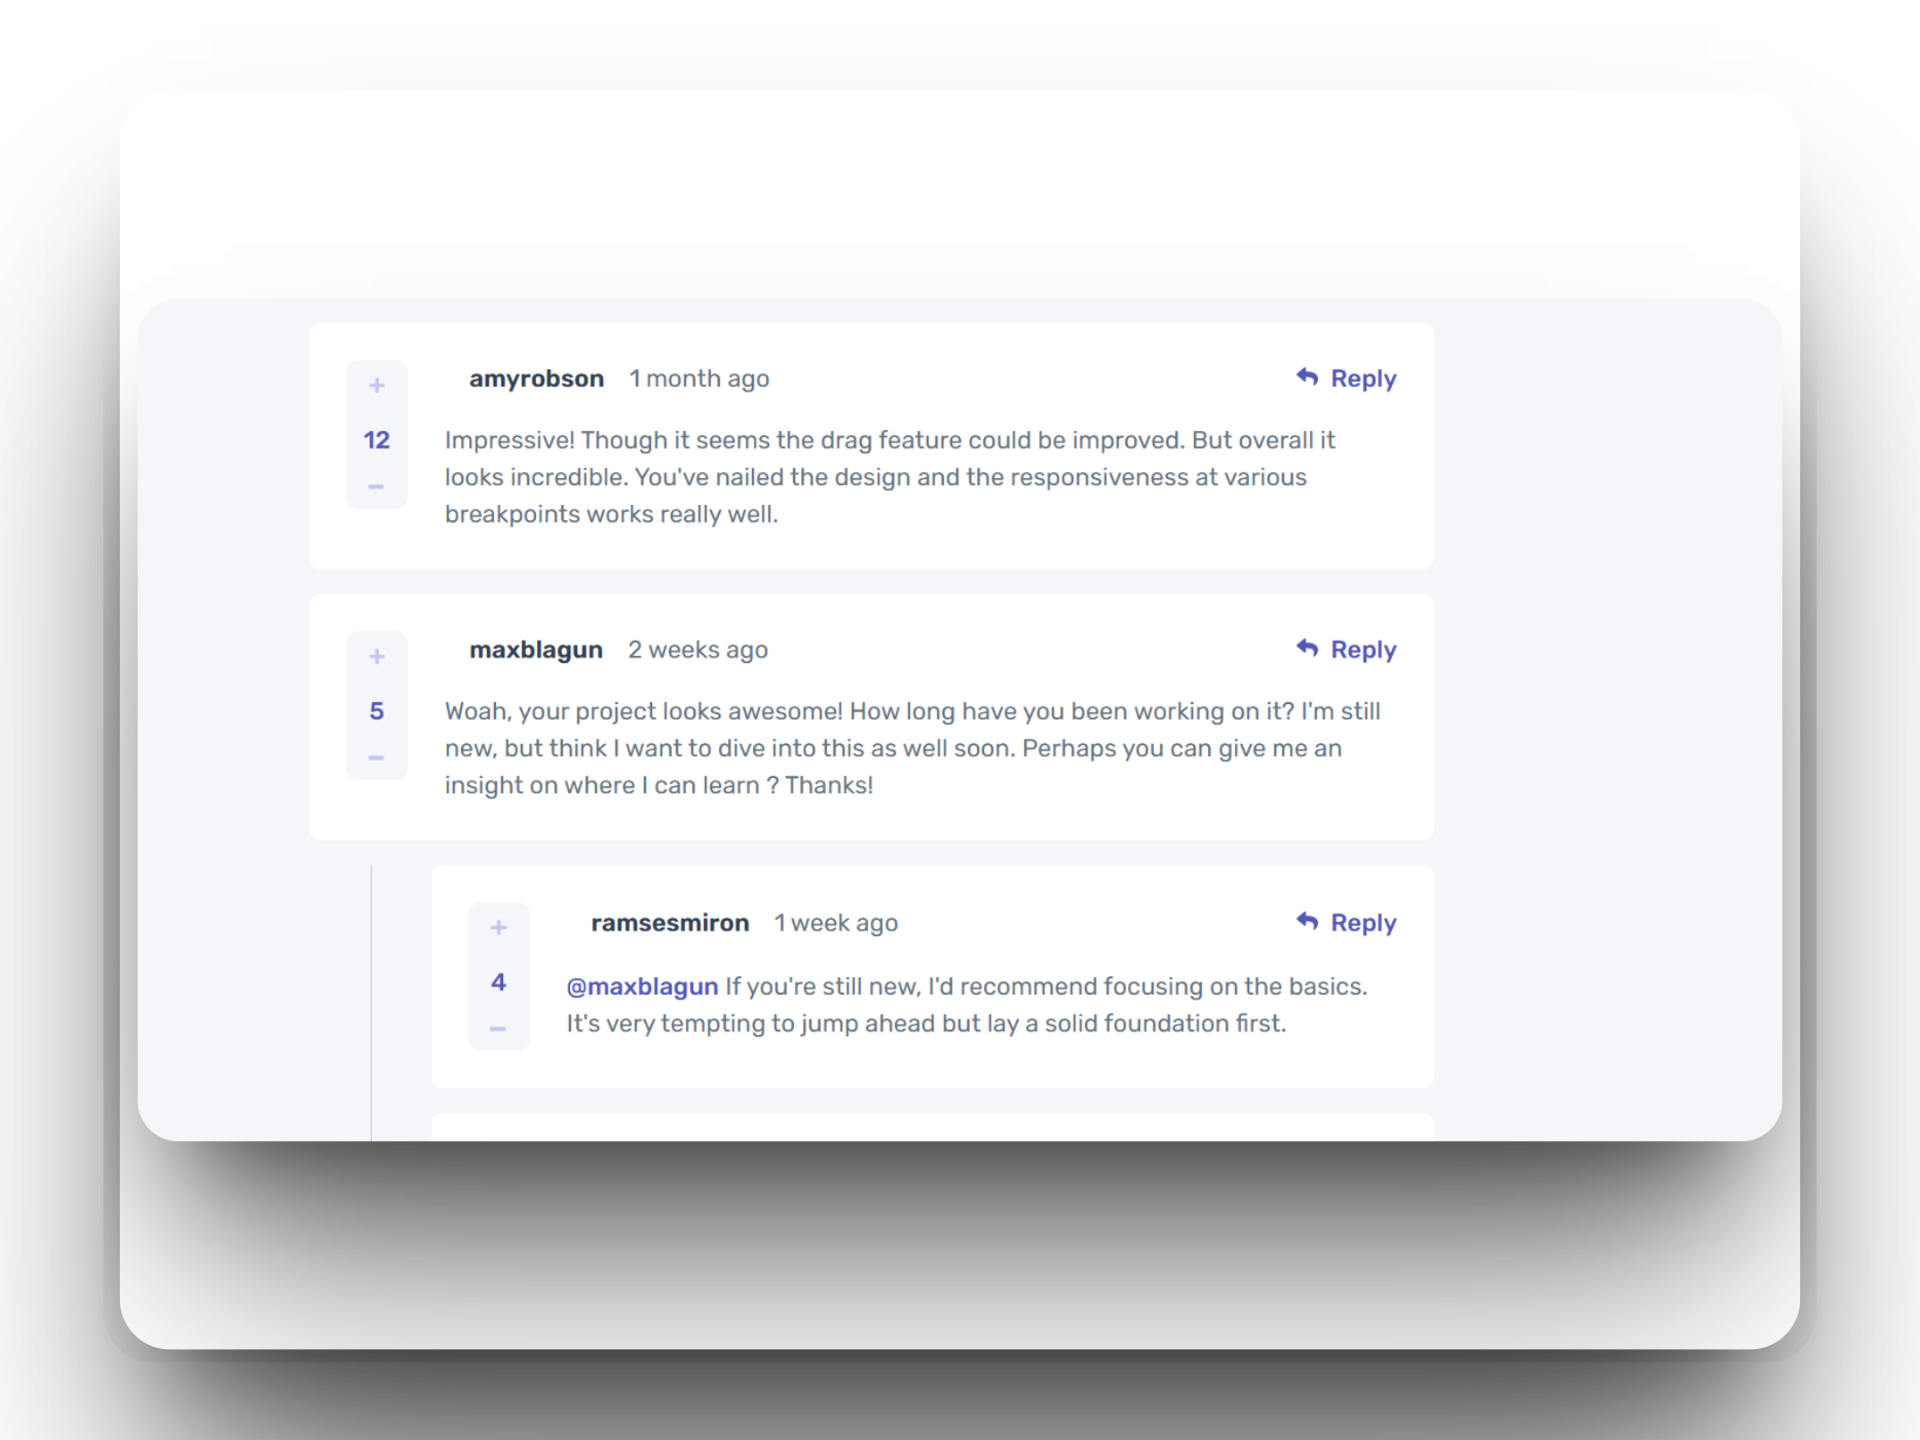 +
amyrobson 1 month ago Reply
12
Impressive! Though it seems the drag feature could be improved. But overall it
looks incredible. You've nailed the design and the responsiveness at various
breakpoints works really well.
−
+
maxblagun 2 weeks ago Reply
5
Woah, your project looks awesome! How long have you been working on it? I'm still
new, but think I want to dive into this as well soon. Perhaps you can give me an
insight on where I can learn ? Thanks!
−
+
ramsesmiron 1 week ago Reply
4
@maxblagun If you're still new, I'd recommend focusing on the basics.
It's very tempting to jump ahead but lay a solid foundation first.
−